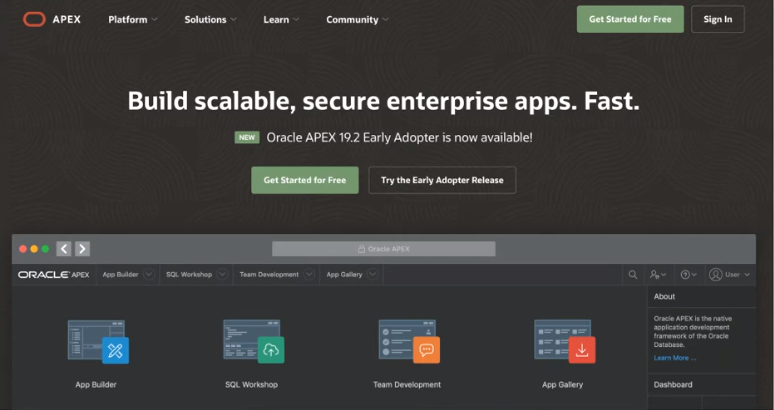 APEX Platform Solutions Learn Community Get Started for Free Sign In
Build scalable, secure enterprise apps. Fast.
NEW Oracle APEX 19.2 Early Adopter is now available!
Get Started for Free Try the Early Adopter Release
Oracle APEX
ORACLE APEX App Builder SQL Workshop Team Development App Gallery User
App Builder
SQL Workshop
Team Development
App Gallery
About
Oracle APEX is the native
application development
framework of the Oracle
Database.
Learn More ...
Dashboard